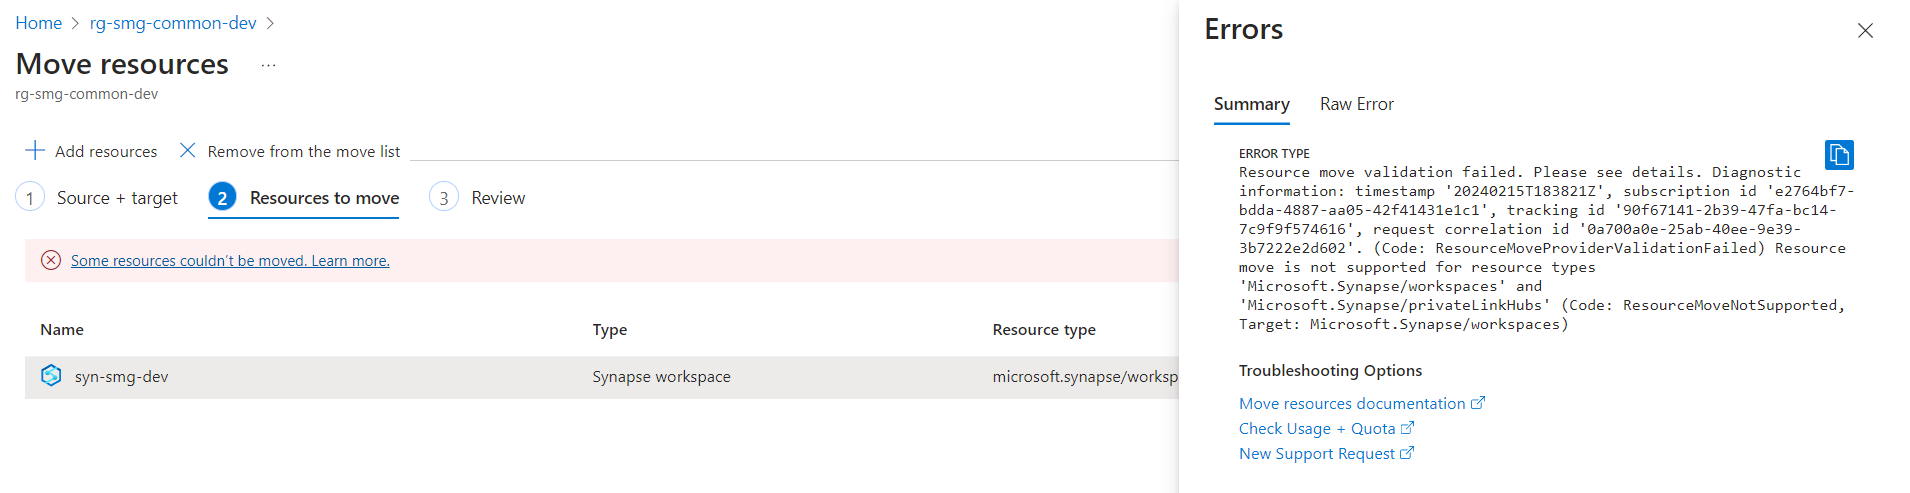 Home > rg-smg-common-dev >
Move resources ...
rg-smg-common-dev
Add resources Remove from the move list
1 Source + target 2 Resources to move 3 Review
Some resources couldn't be moved. Learn more.
Name Type Resource type
syn-smg-dev Synapse workspace microsoft.synapse/worksp
Errors
Summary Raw Error
ERROR TYPE
Resource move validation failed. Please see details. Diagnostic
information: timestamp '20240215T183821Z', subscription id 'e2764bf7-
bdda-4887-aa05-42f41431e1c1', tracking id '90f67141-2b39-47fa-bc14-
7c9f9f574616', request correlation id '0a700a0e-25ab-40ee-9e39-
3b7222e2d602'. (Code: ResourceMoveProviderValidationFailed) Resource
move is not supported for resource types
'Microsoft.Synapse/workspaces' and
'Microsoft.Synapse/privateLinkHubs' (Code: ResourceMoveNotSupported,
Target: Microsoft.Synapse/workspaces)
Troubleshooting Options
Move resources documentation
Check Usage + Quota
New Support Request